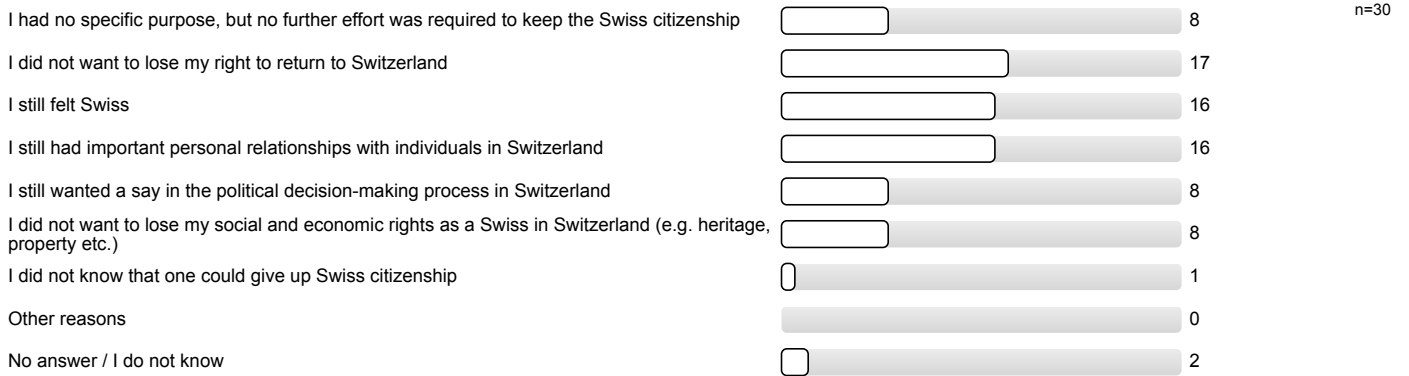 I had no specific purpose, but no further effort was required to keep the Swiss citizenship 8 n=30
I did not want to lose my right to return to Switzerland 17
I still felt Swiss 16
I still had important personal relationships with individuals in Switzerland 16
I still wanted a say in the political decision-making process in Switzerland 8
I did not want to lose my social and economic rights as a Swiss in Switzerland (e.g. heritage,
property etc.) 8
I did not know that one could give up Swiss citizenship 1
Other reasons 0
No answer / I do not know 2